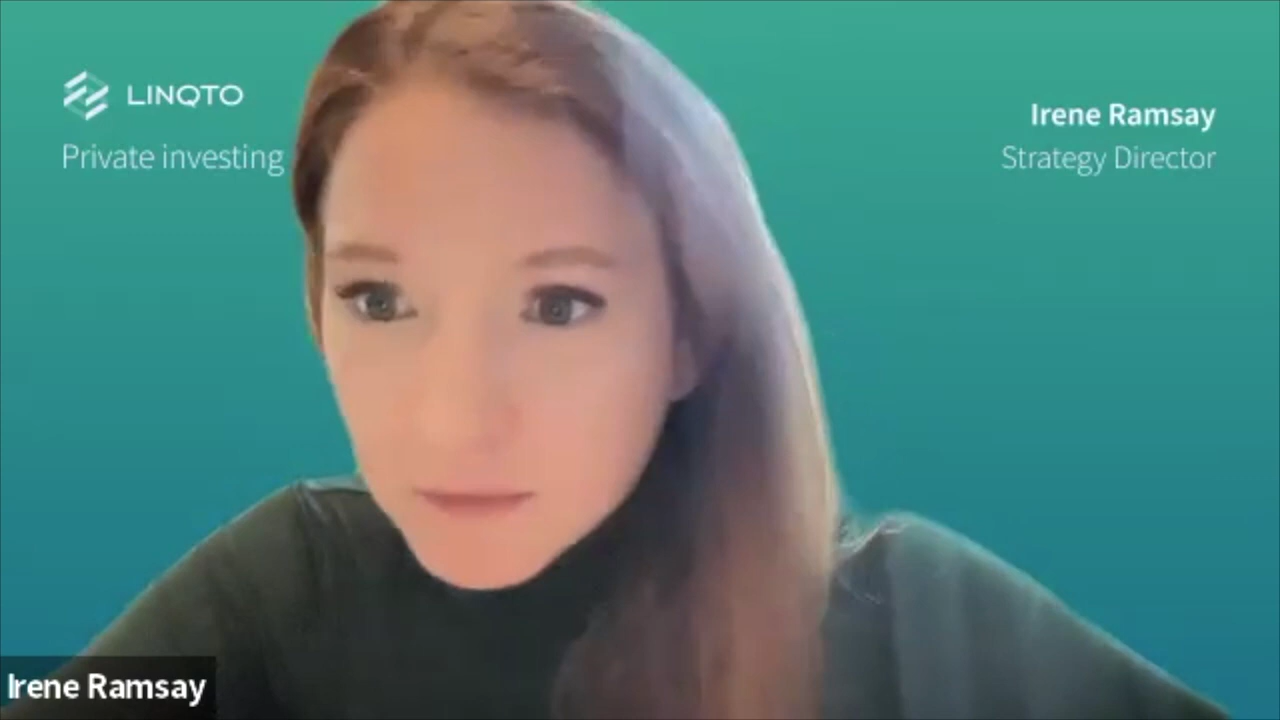 LINQTO
Private investing
Irene Ramsay
Strategy Director
Irene Ramsay